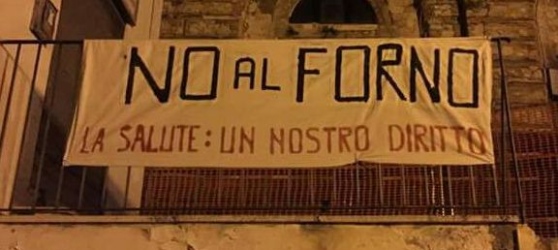 NO AL FORNO
LA SALUTE: UN NOSTRO DIRITTO